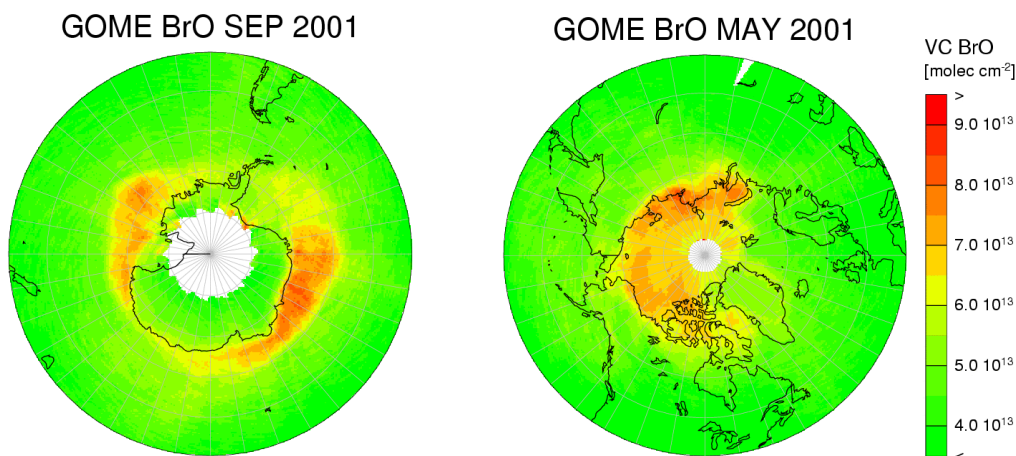 GOME BrO SEP 2001
GOME BrO MAY 2001
VC BrO
[molec cm⁻²]
>
9.0 10¹³
8.0 10¹³
7.0 10¹³
6.0 10¹³
5.0 10¹³
4.0 10¹³
<